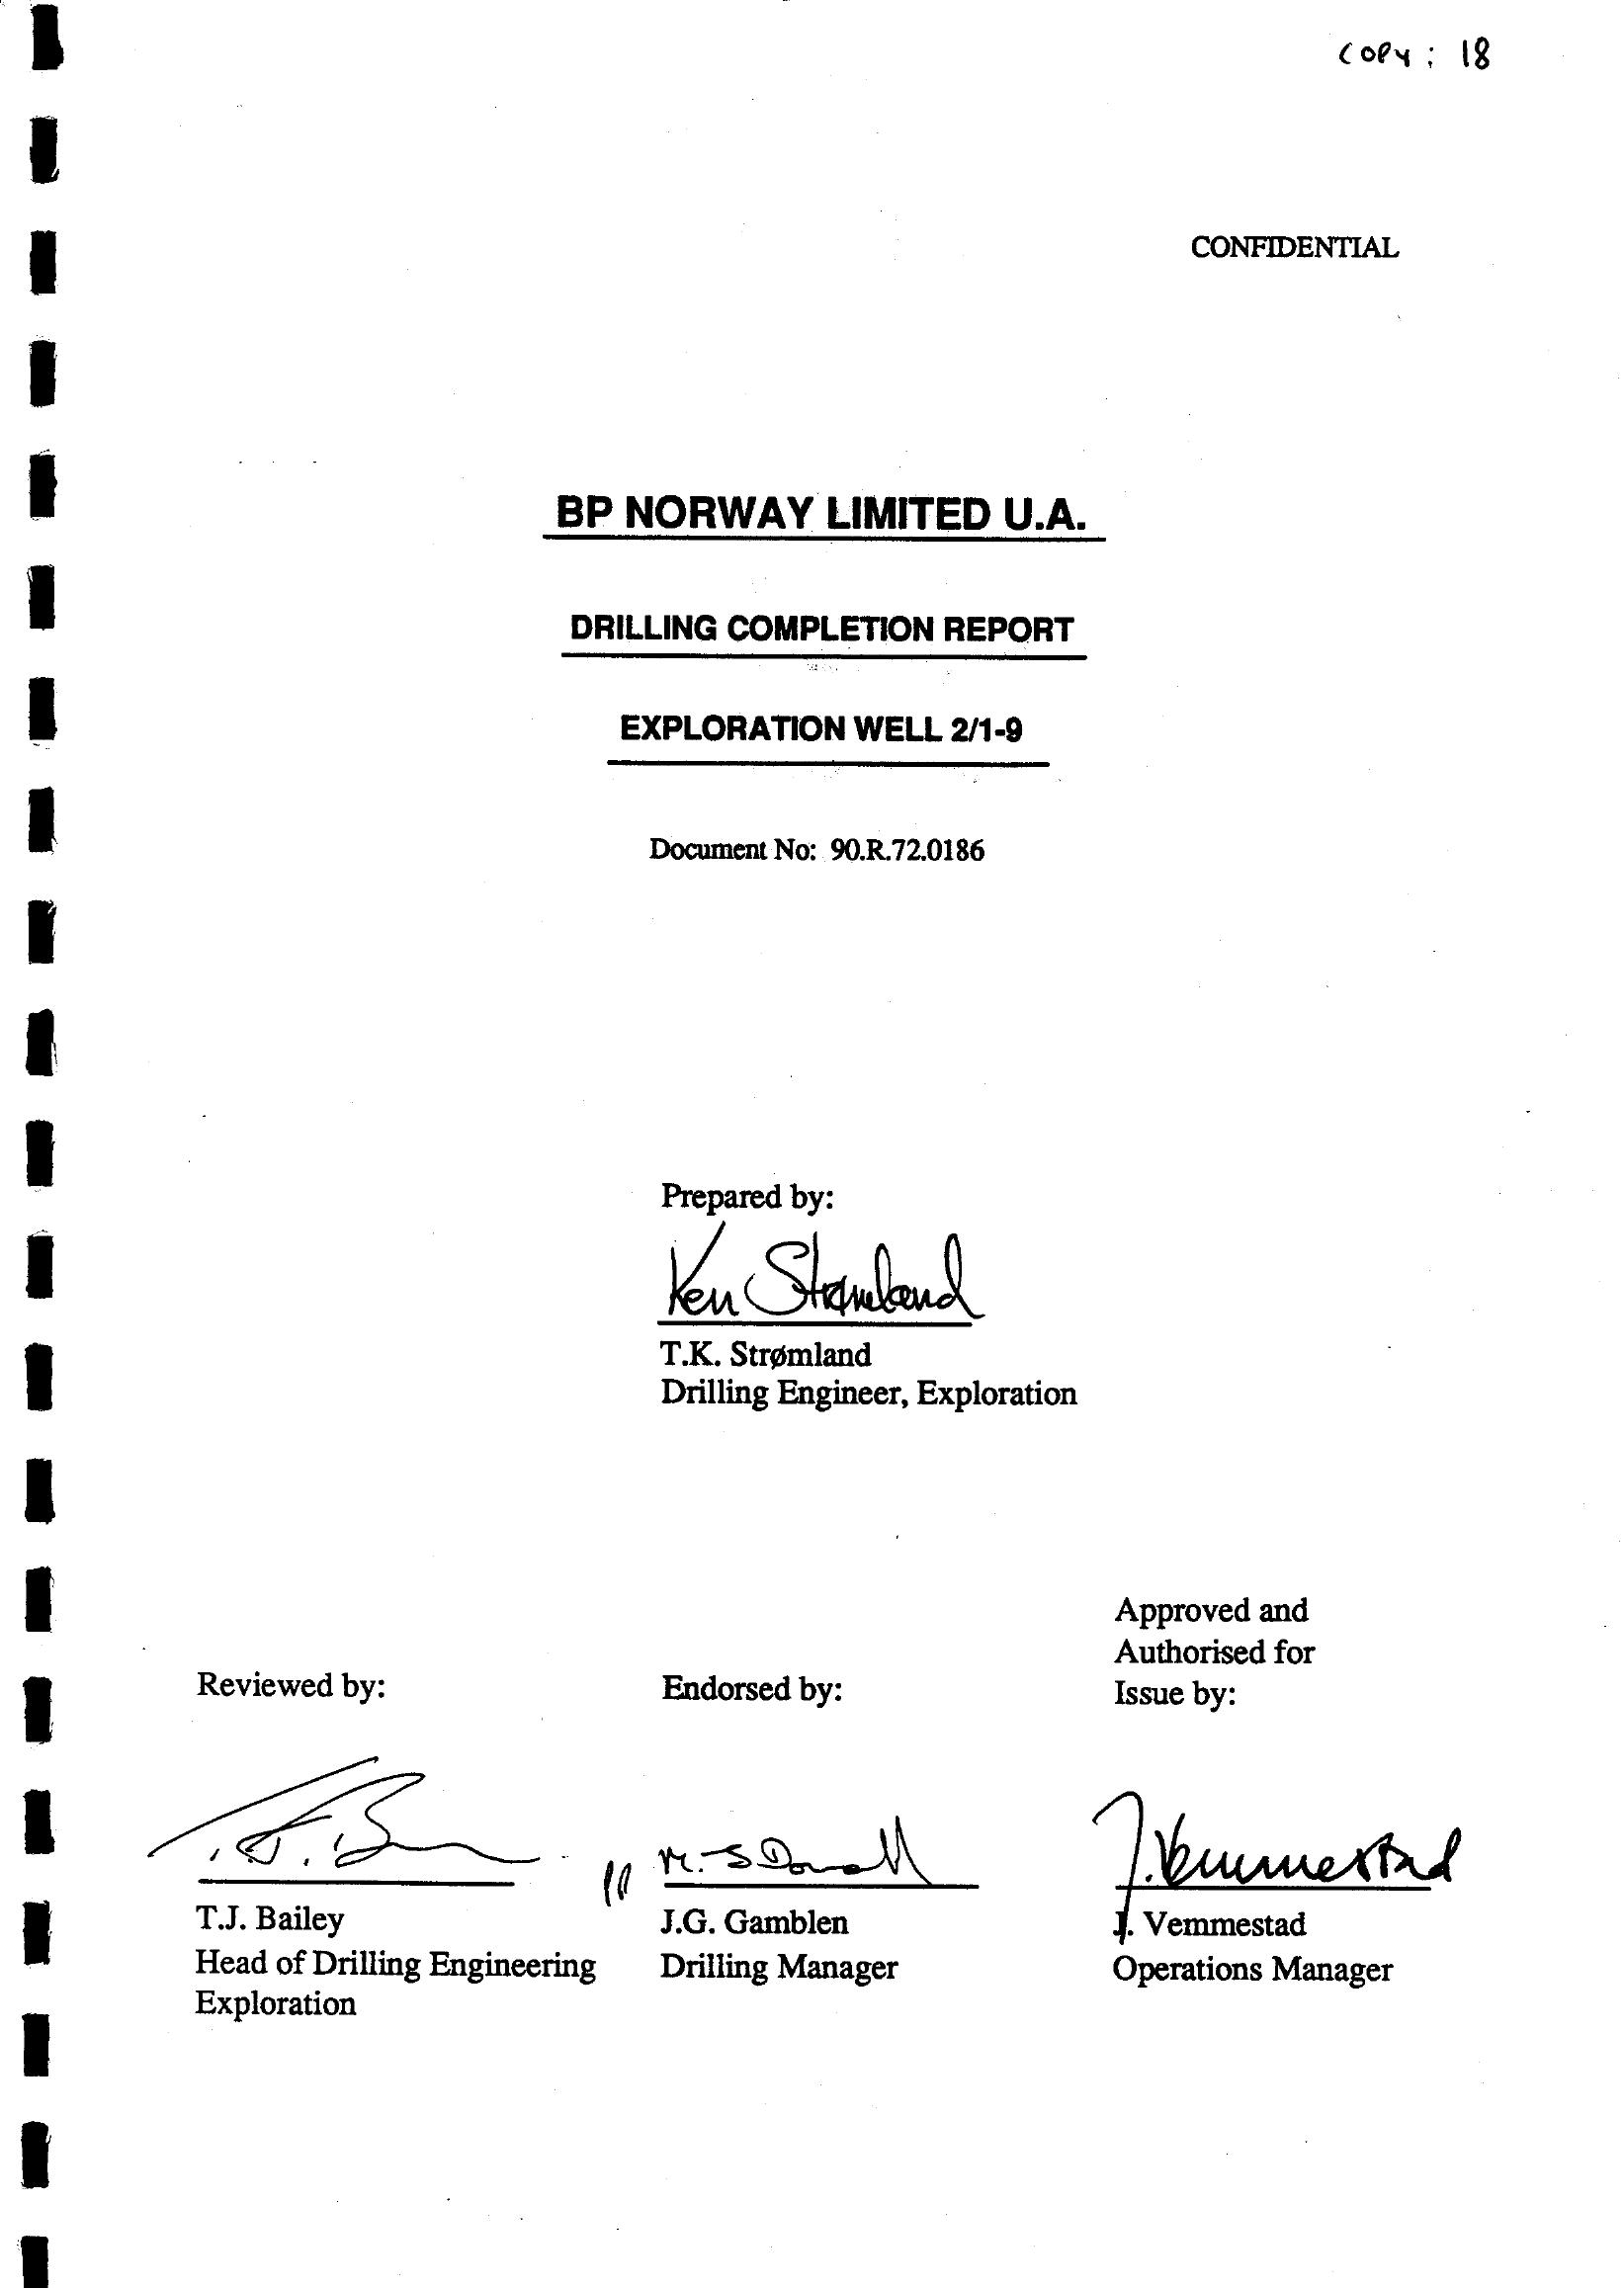 COPY: 18
CONFIDENTIAL
BP NORWAY LIMITED U.A.
DRILLING COMPLETION REPORT
EXPLORATION WELL 2/1-9
Document No: 90.R.72.0186
Prepared by:
Ken Strømland
T.K. Strømland
Drilling Engineer, Exploration
Reviewed by:
Endorsed by:
Approved and
Authorised for
Issue by:
J. Vemmestad
T.J. Bailey
Head of Drilling Engineering
Exploration
J.G. Gamblen
Drilling Manager
J. Vemmestad
Operations Manager